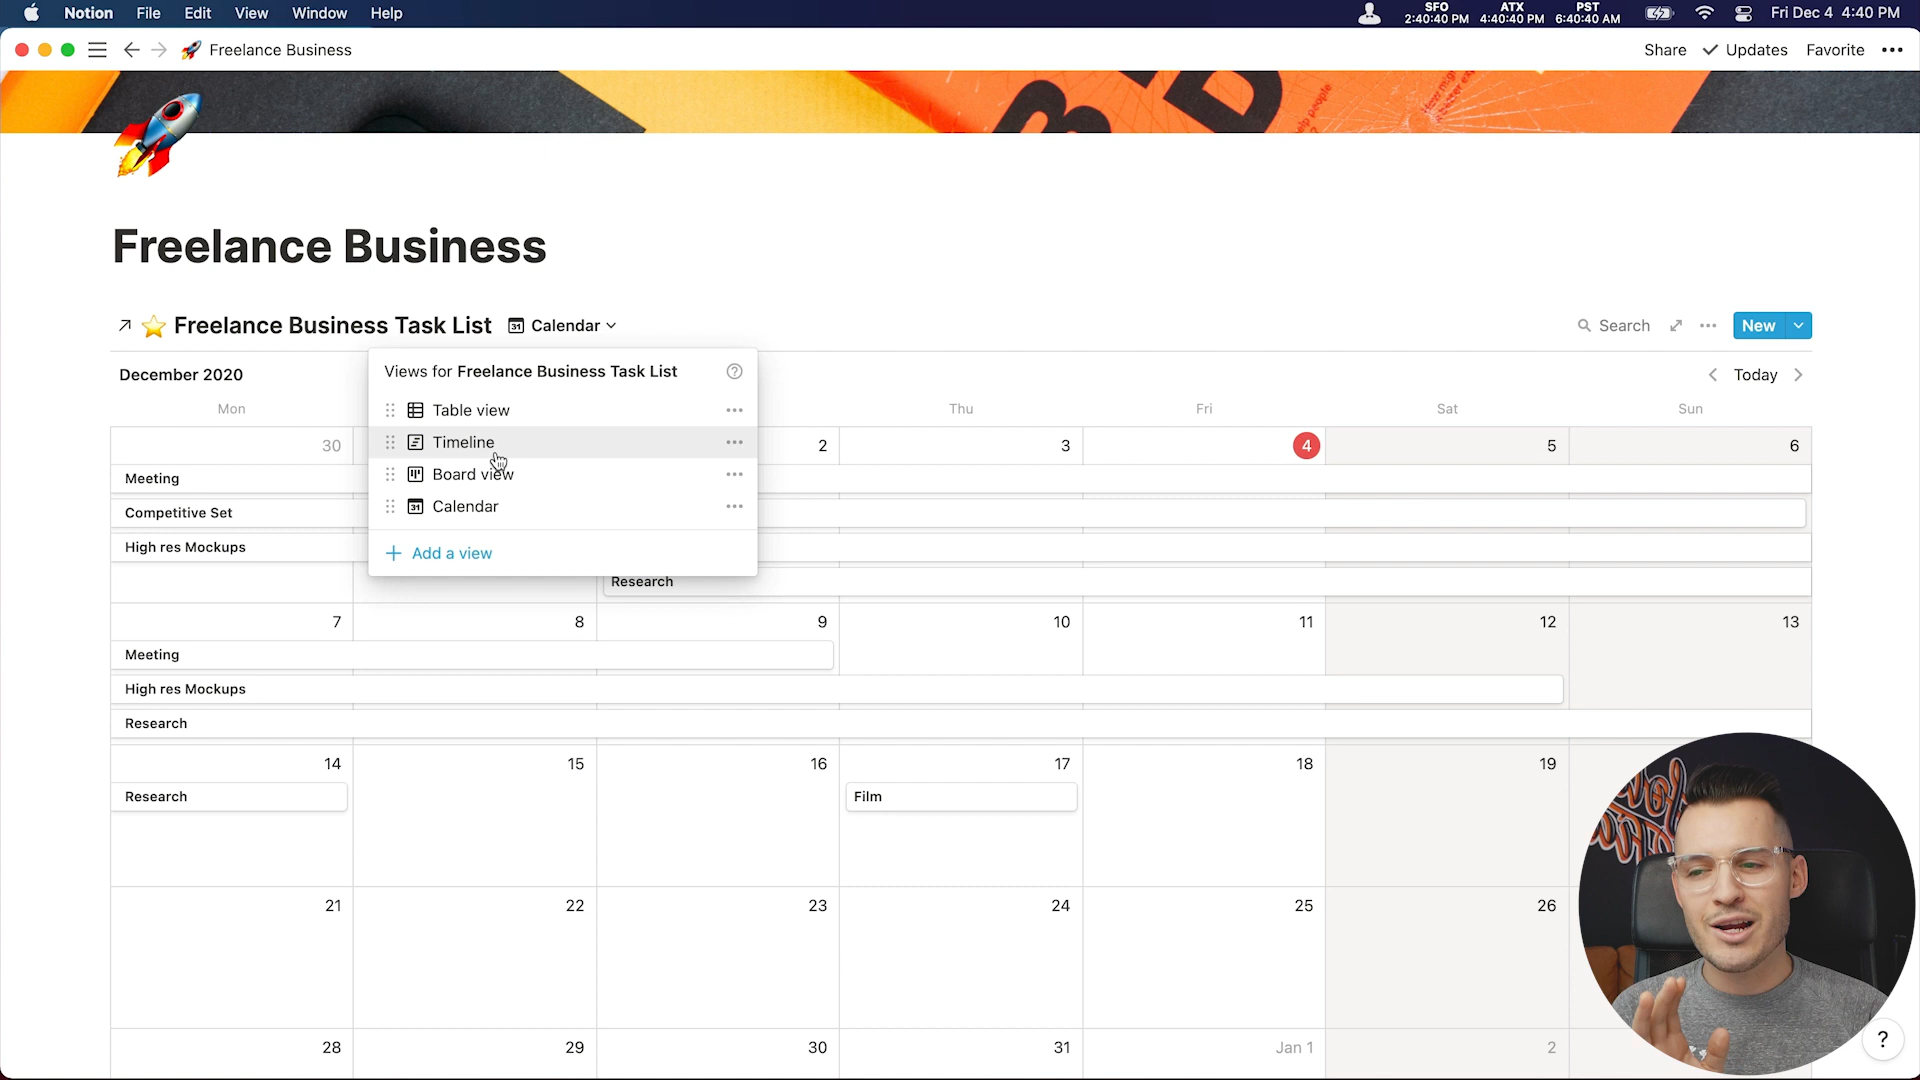 Notion File Edit View Window Help
SFO ATX PST
2:40:40 PM 4:40:40 PM 6:40:40 AM
Fri Dec 4 4:40 PM
Freelance Business
Share Updates Favorite
help people?
Freelance Business
Freelance Business Task List Calendar
Search New
Views for Freelance Business Task List
Table view
Timeline
Board view
Calendar
Add a view
December 2020 Today
Mon Thu Fri Sat Sun
30 2 3 4 5 6
Meeting
Competitive Set
High res Mockups
Research
7 8 9 10 11 12 13
Meeting
High res Mockups
Research
14 15 16 17 18 19
Research Film
21 22 23 24 25 26
28 29 30 31 Jan 1 2
?